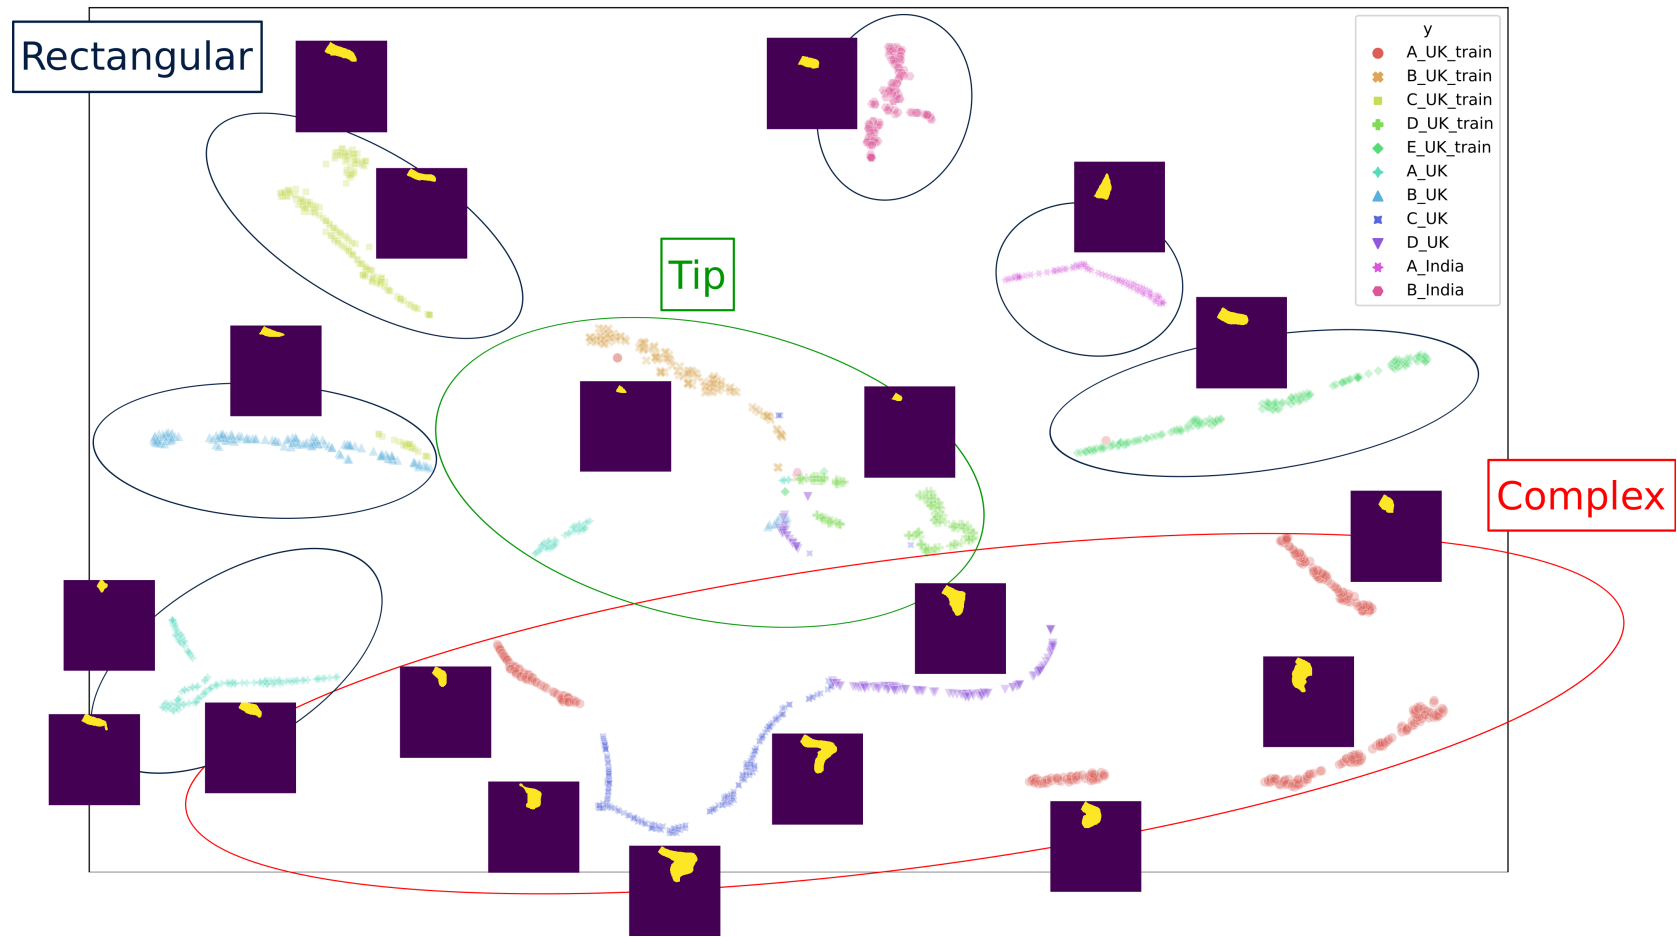 Rectangular
Tip
Complex
y
A_UK_train
B_UK_train
C_UK_train
D_UK_train
E_UK_train
A_UK
B_UK
C_UK
D_UK
A_India
B_India